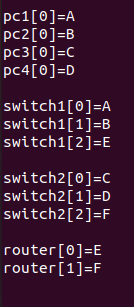 pc1[0]=A
pc2[0]=B
pc3[0]=C
pc4[0]=D
switch1[0]=A
switch1[1]=B
switch1[2]=E
switch2[0]=C
switch2[1]=D
switch2[2]=F
router[0]=E
router[1]=F